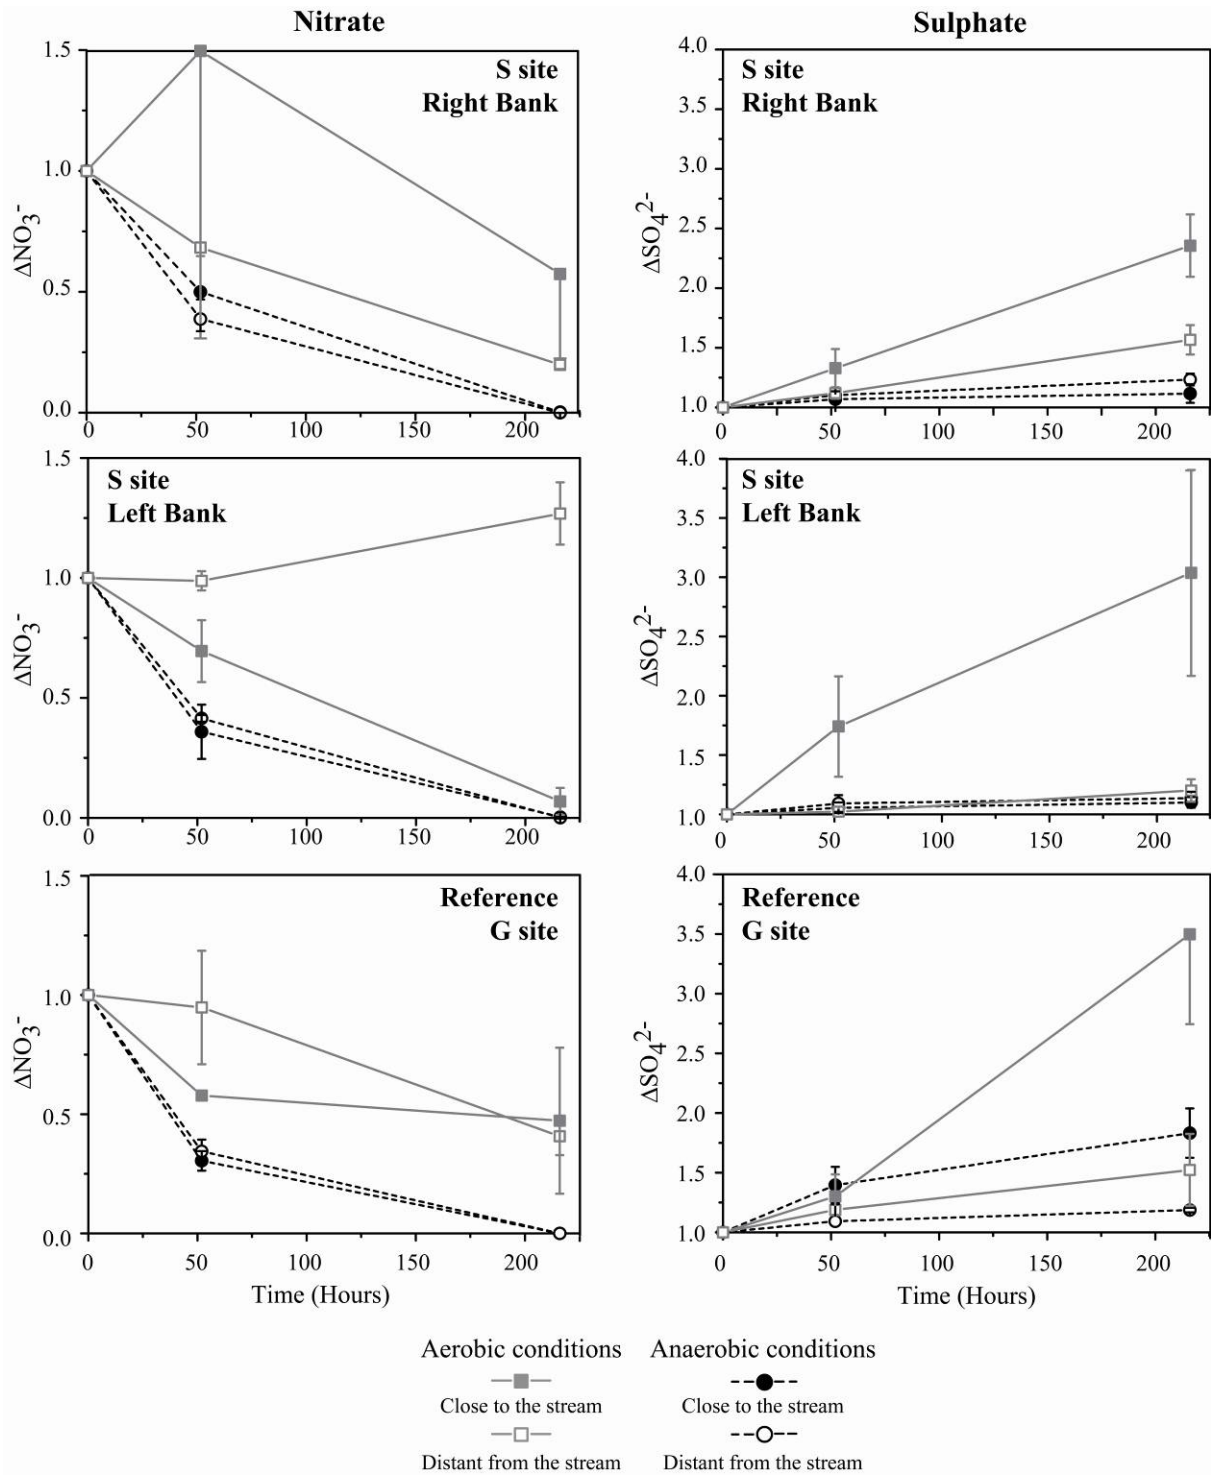 Nitrate
Sulphate
1.5
1.0
0.5
0.0
ΔNO₃⁻
S site
Right Bank
0 50 100 150 200
4.0
3.5
3.0
2.5
2.0
1.5
1.0
ΔSO₄²⁻
S site
Right Bank
0 50 100 150 200
1.5
1.0
0.5
0.0
ΔNO₃⁻
S site
Left Bank
0 50 100 150 200
4.0
3.5
3.0
2.5
2.0
1.5
1.0
ΔSO₄²⁻
S site
Left Bank
0 50 100 150 200
1.5
1.0
0.5
0.0
ΔNO₃⁻
Reference
G site
0 50 100 150 200
Time (Hours)
4.0
3.5
3.0
2.5
2.0
1.5
1.0
ΔSO₄²⁻
Reference
G site
0 50 100 150 200
Time (Hours)
Aerobic conditions
Close to the stream
Distant from the stream
Anaerobic conditions
Close to the stream
Distant from the stream